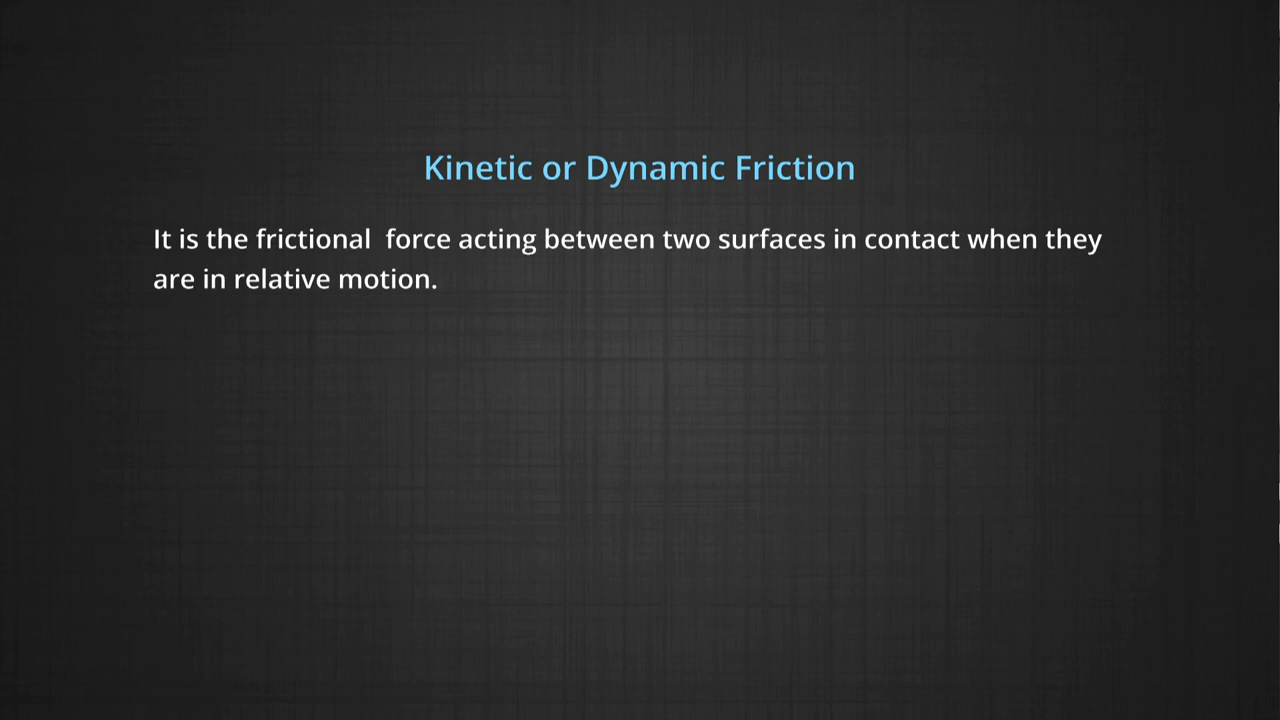 Kinetic or Dynamic Friction
It is the frictional  force acting between two surfaces in contact when they
are in relative motion.